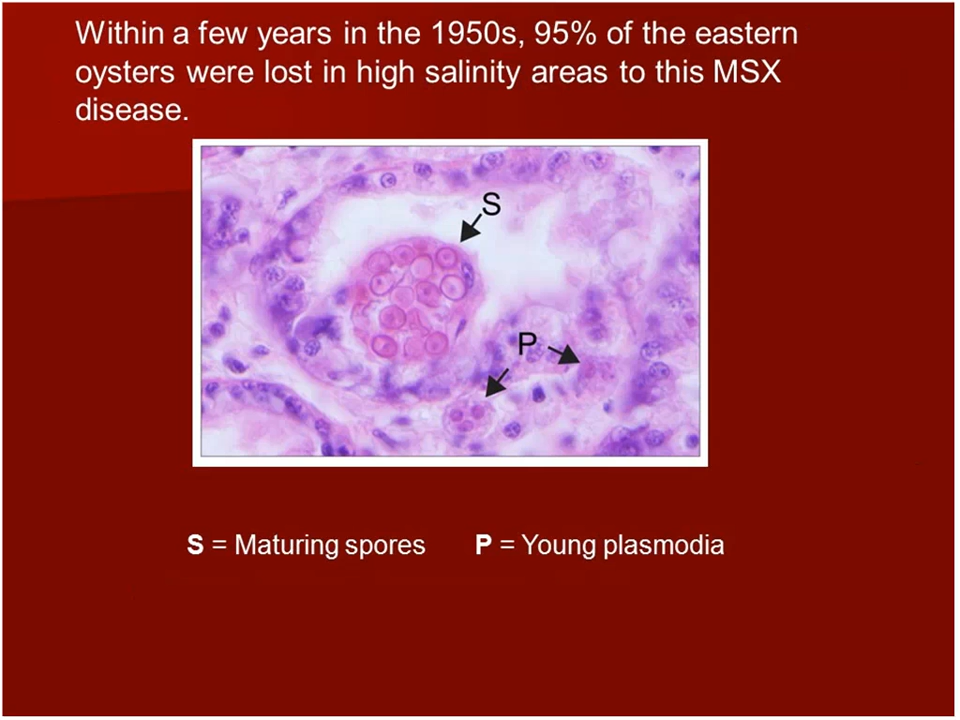 Within a few years in the 1950s, 95% of the eastern
oysters were lost in high salinity areas to this MSX
disease.
S
P
S = Maturing spores P = Young plasmodia